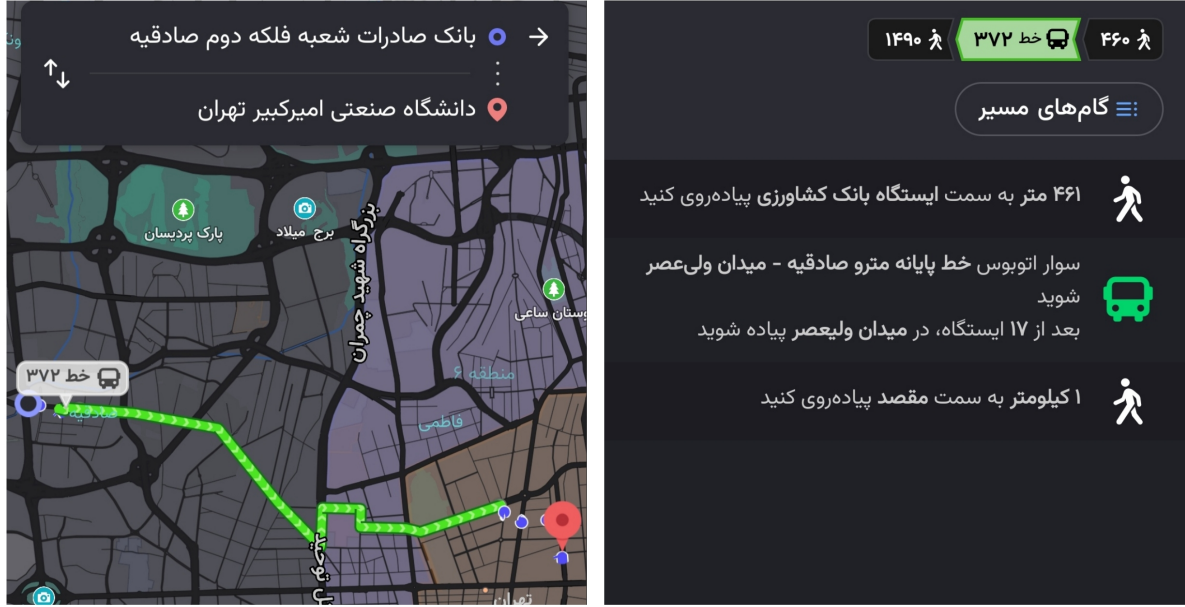 بانک صادرات شعبه فلکه دوم صادقیه
دانشگاه صنعتی امیرکبیر تهران
پارک پردیسان
برج میلاد
بزرگراه شهید چمران
وستان ساعی
خط ۳۷۲
منطقه ۶
صادقیه
فاطمی
تهران
۴۶۰
خط ۳۷۲
۱۴۹۰
گام‌های مسیر
۴۶۱ متر به سمت ایستگاه بانک کشاورزی پیاده‌روی کنید
سوار اتوبوس خط پایانه مترو صادقیه - میدان ولی‌عصر
شوید
بعد از ۱۷ ایستگاه، در میدان ولیعصر پیاده شوید
۱ کیلومتر به سمت مقصد پیاده‌روی کنید